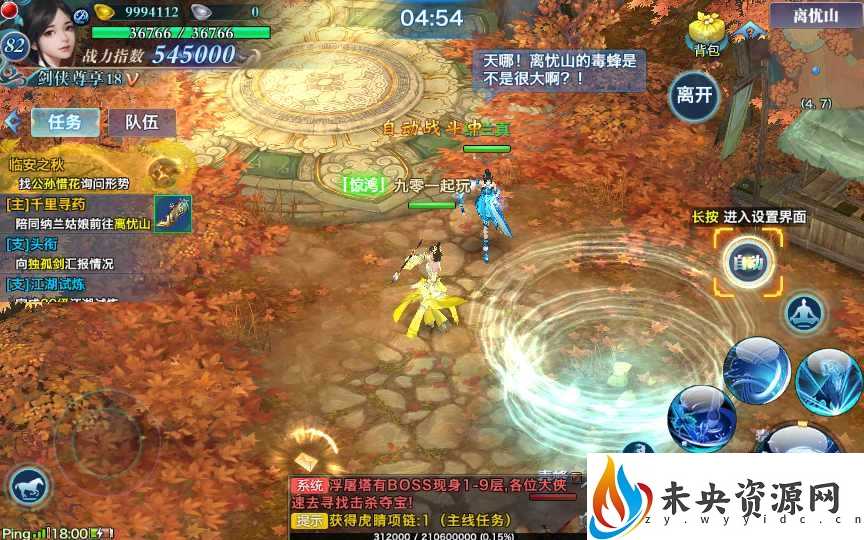 9994112
0
04:54
离忧山
82
36766 / 36766
战力指数 545000
剑侠尊享18
V
背包
天哪！离忧山的毒蜂是
不是很大啊？！
离开
(4, 7)
任务
队伍
自动战斗中
临安之秋
找公孙惜花询问形势
[主]千里寻药
陪同纳兰姑娘前往离忧山
[支]头衔
向独孤剑汇报情况
[支]江湖试炼
[惊鸿] 九零一起玩
长按 进入设置界面
自动
系统 浮屠塔有BOSS现身1-9层,各位大侠
速去寻找击杀夺宝!
提示 获得虎睛项链:1（主线任务）
312000 / 210600000 (0.15%)
Ping
18:00
未央资源网
zy.wyyidc.cn